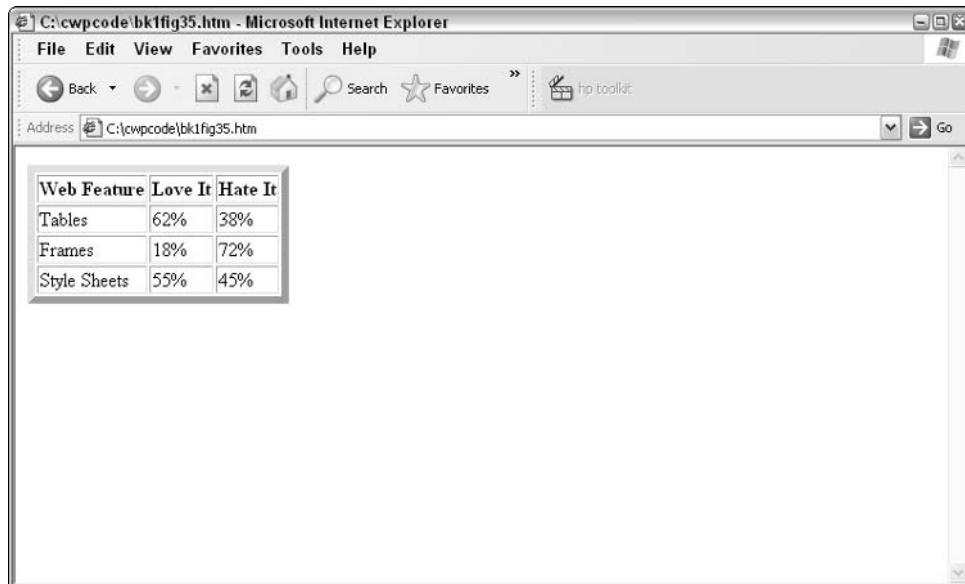 C:\cwpcode\bk1fig35.htm - Microsoft Internet Explorer
File Edit View Favorites Tools Help
Back Search Favorites » hp toolkit
Address C:\cwpcode\bk1fig35.htm Go
Web Feature Love It Hate It
Tables 62% 38%
Frames 18% 72%
Style Sheets 55% 45%